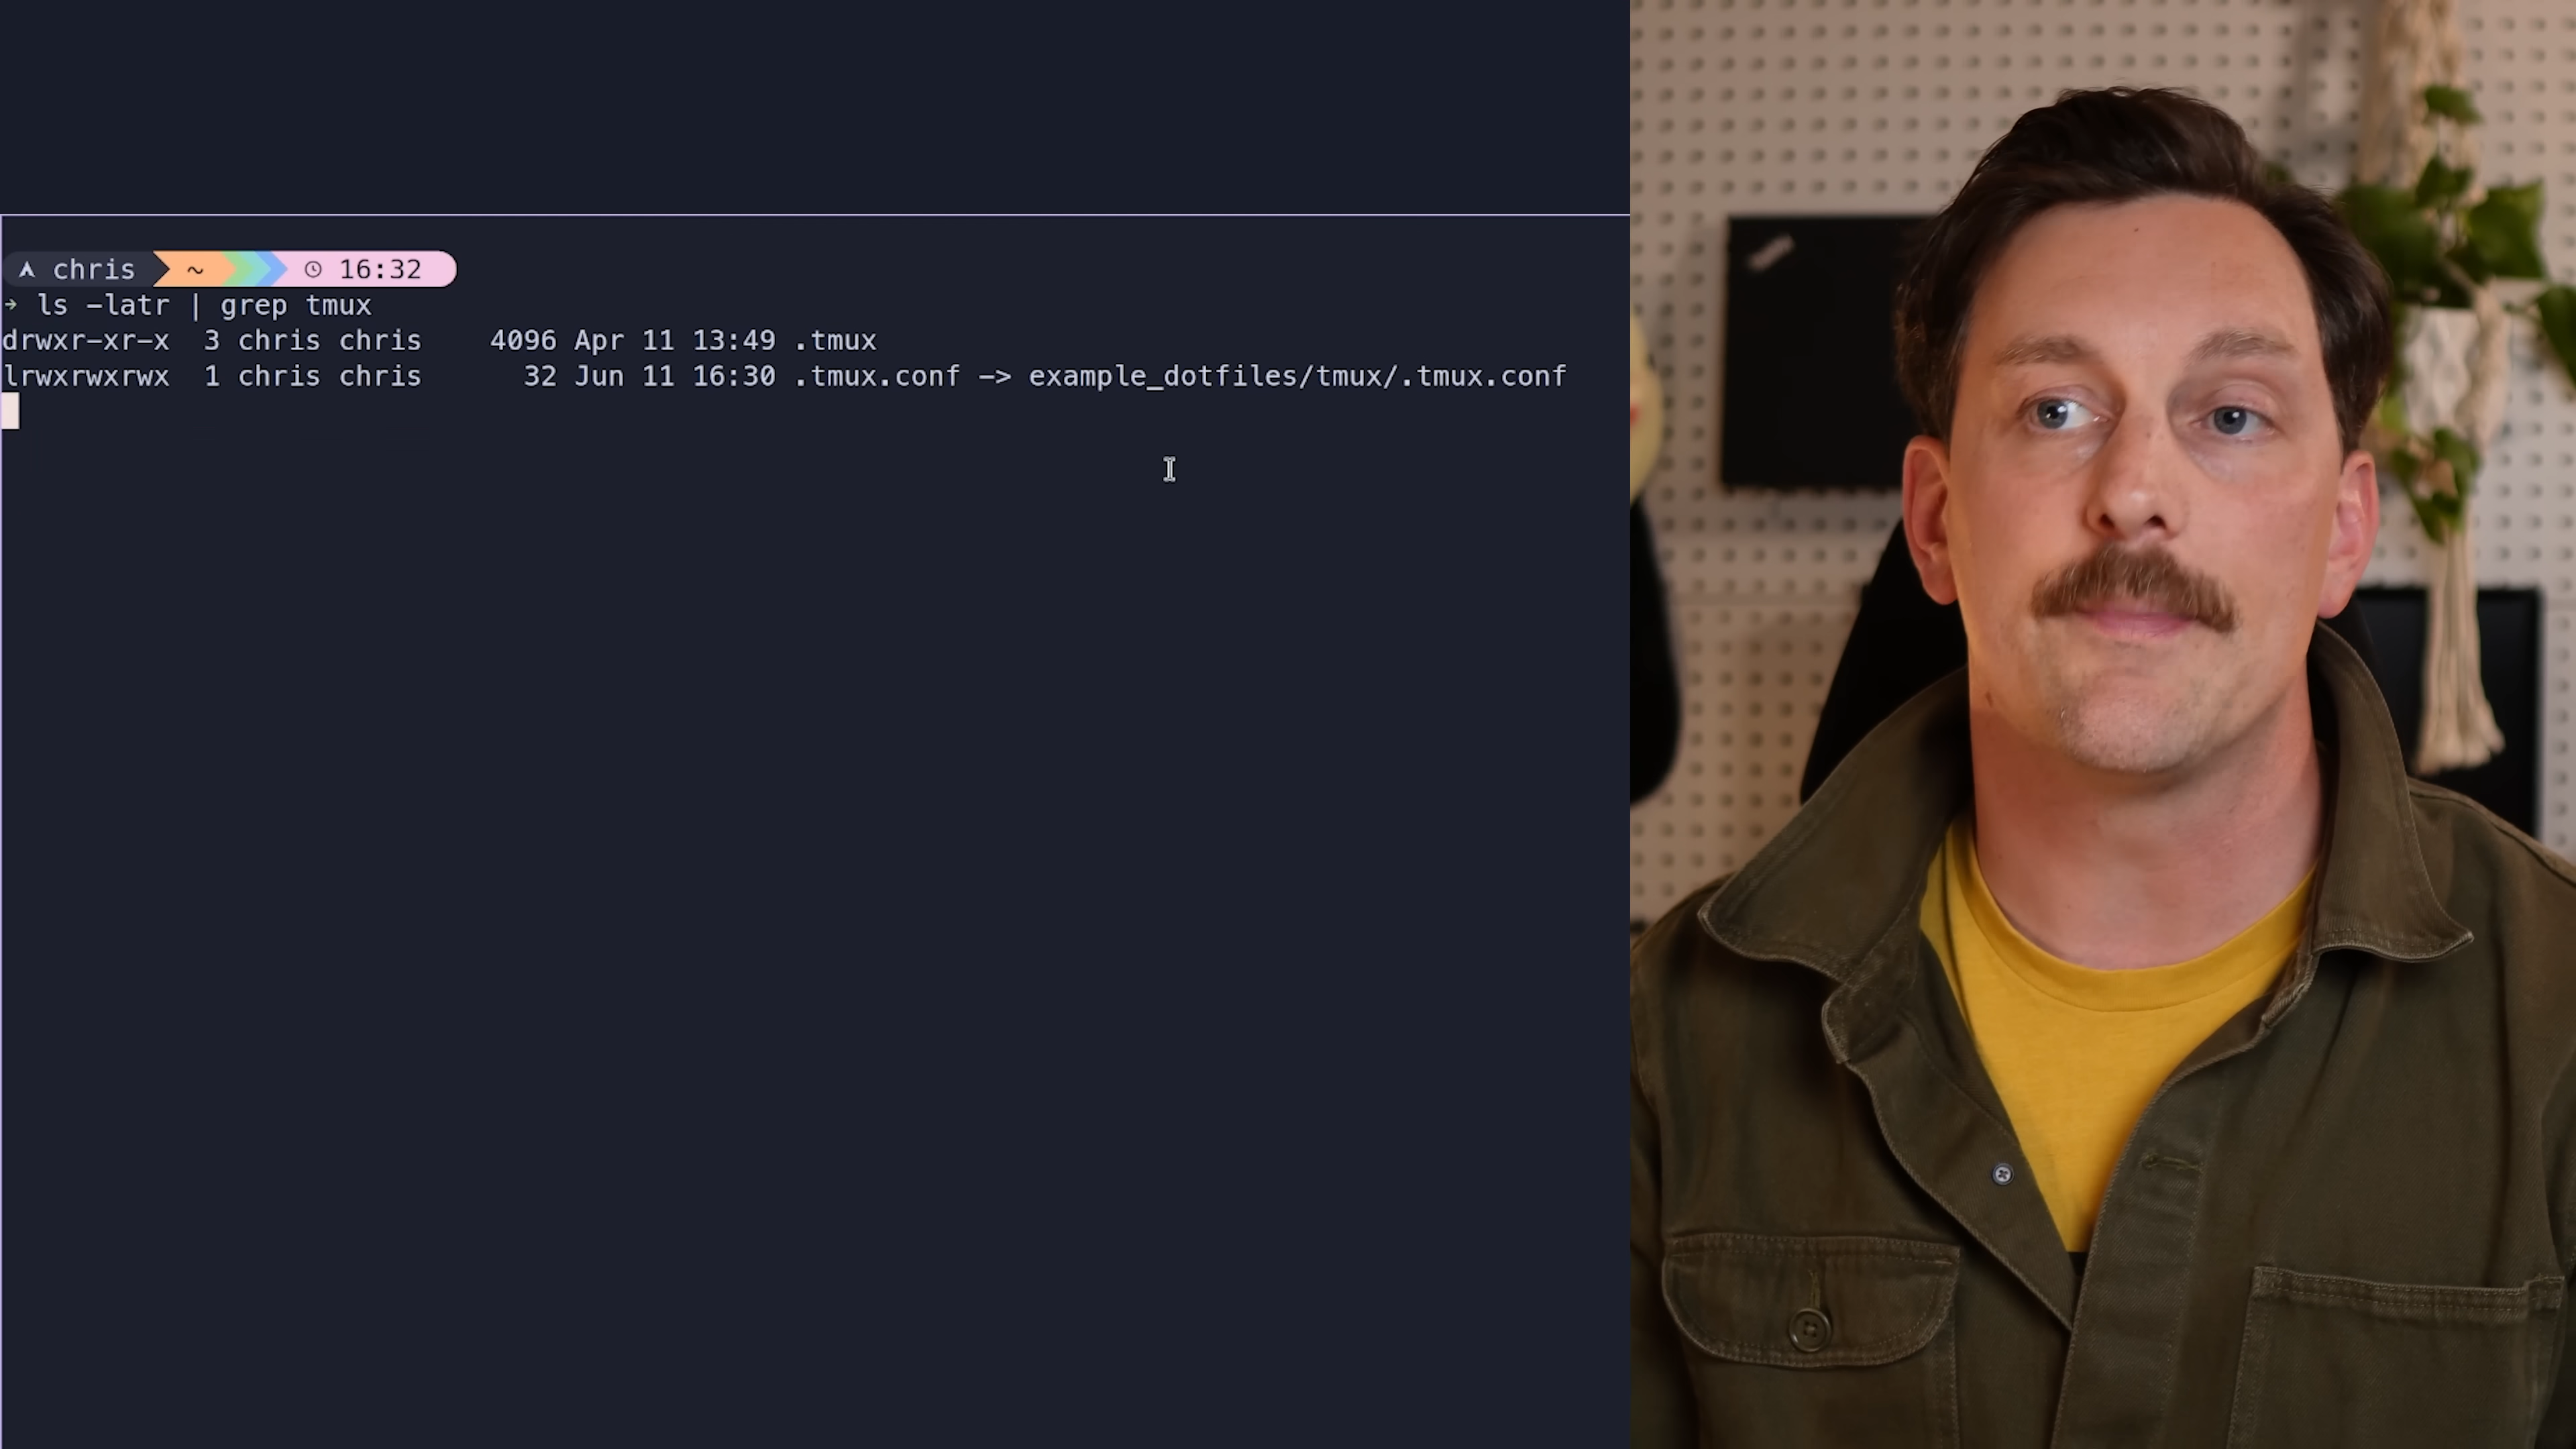 chris ~ 16:32
→ ls -latr | grep tmux
drwxr-xr-x 3 chris chris 4096 Apr 11 13:49 .tmux
lrwxrwxrwx 1 chris chris 32 Jun 11 16:30 .tmux.conf -> example_dotfiles/tmux/.tmux.conf